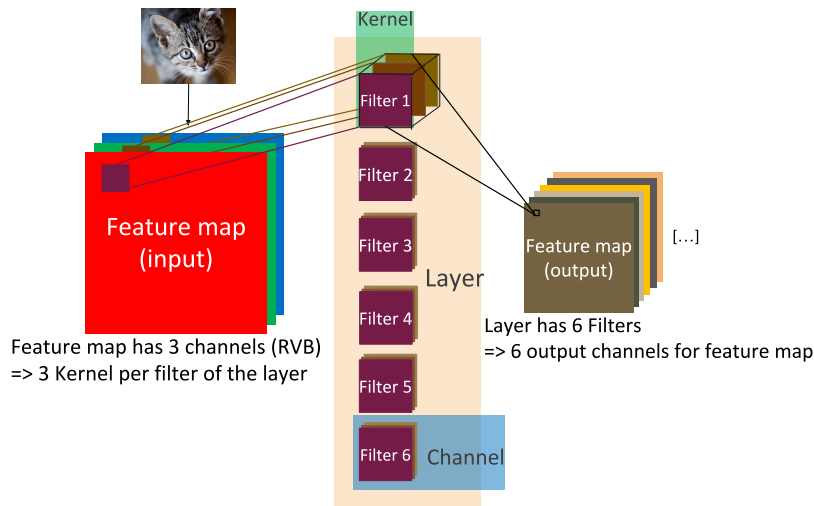 Kernel
Filter 1
Filter 2
Filter 3
Filter 4
Filter 5
Filter 6
Layer
Channel
Feature map
(input)
Feature map has 3 channels (RVB)
=> 3 Kernel per filter of the layer
Feature map
(output)
[...]
Layer has 6 Filters
=> 6 output channels for feature map